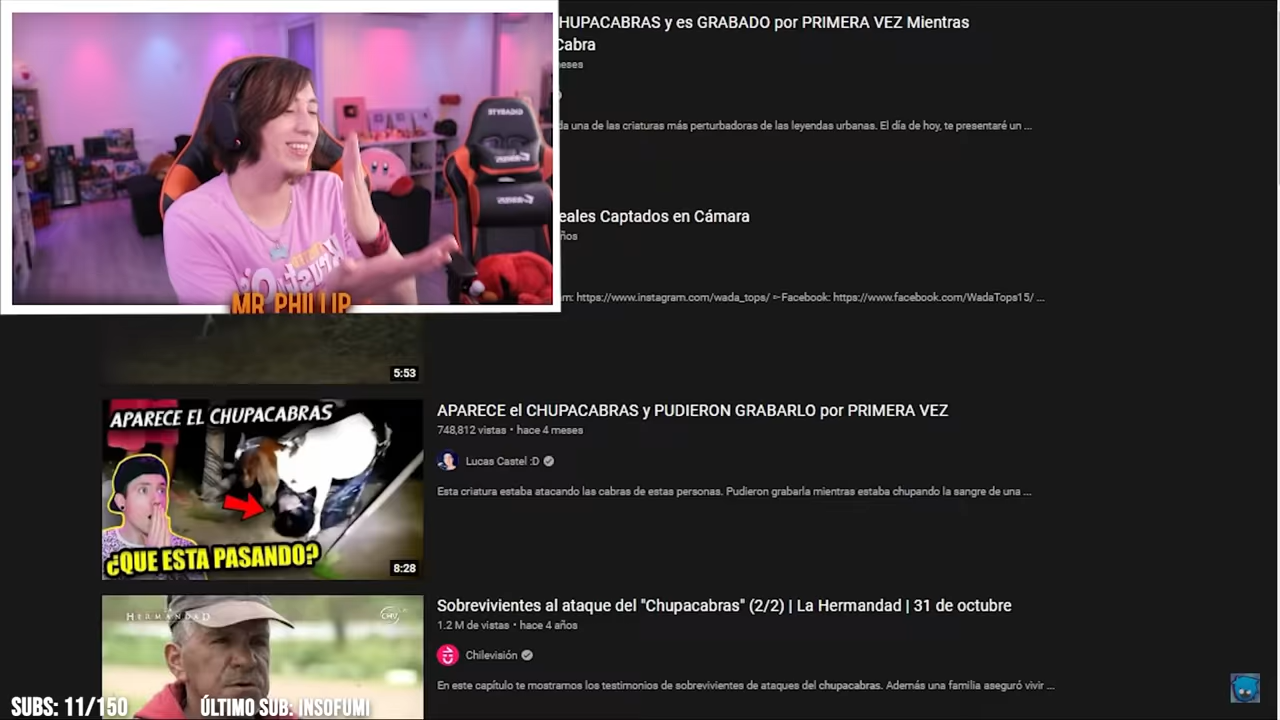 HUPACABRAS y es GRABADO por PRIMERA VEZ Mientras
Cabra
eses
da una de las criaturas más perturbadoras de las leyendas urbanas. El día de hoy, te presentaré un ...
GIGABYTE
eales Captados en Cámara
ños
am: https://www.instagram.com/wada_tops/ ➳Facebook: https://www.facebook.com/WadaTops15/ ...
MR PHILLIP
5:53
APARECE EL CHUPACABRAS
¿QUE ESTA PASANDO?
8:28
APARECE el CHUPACABRAS y PUDIERON GRABARLO por PRIMERA VEZ
748,812 vistas • hace 4 meses
Lucas Castel :D
Esta criatura estaba atacando las cabras de estas personas. Pudieron grabarla mientras estaba chupando la sangre de una ...
HERMANDAD
CHV
Sobrevivientes al ataque del "Chupacabras" (2/2) | La Hermandad | 31 de octubre
1.2 M de vistas • hace 4 años
Chilevisión
En este capítulo te mostramos los testimonios de sobrevivientes de ataques del chupacabras. Además una familia aseguró vivir ...
SUBS: 11/150
ÚLTIMO SUB: INSOFUMI